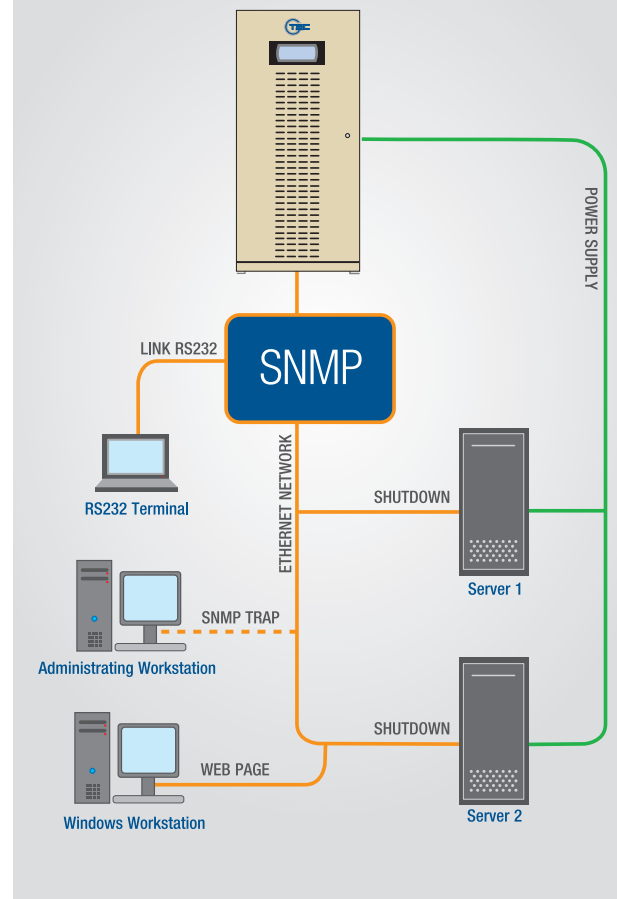 TEC
POWER SUPPLY
SNMP
LINK RS232
RS232 Terminal
ETHERNET NETWORK
SHUTDOWN
Server 1
SNMP TRAP
Administrating Workstation
SHUTDOWN
WEB PAGE
Server 2
Windows Workstation